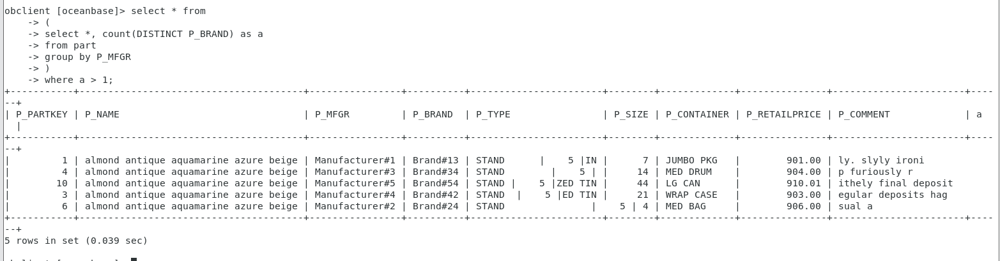 obclient [oceanbase]> select * from
    -> (
    -> select *, count(DISTINCT P_BRAND) as a
    -> from part
    -> group by P_MFGR
    -> )
    -> where a > 1;
+-----------+---------------------------------------+----------------+----------+-----------------------+--------+-------------+---------------+-----------------------+----
--+
| P_PARTKEY | P_NAME                                | P_MFGR         | P_BRAND  | P_TYPE                | P_SIZE | P_CONTAINER | P_RETAILPRICE | P_COMMENT             | a
  |
+-----------+---------------------------------------+----------------+----------+-----------------------+--------+-------------+---------------+-----------------------+----
--+
|         1 | almond antique aquamarine azure beige | Manufacturer#1 | Brand#13 | STAND      |    5 |IN |      7 | JUMBO PKG   |        901.00 | ly. slyly ironi
|         4 | almond antique aquamarine azure beige | Manufacturer#3 | Brand#34 | STAND        |    5 | |     14 | MED DRUM    |        904.00 | p furiously r
|        10 | almond antique aquamarine azure beige | Manufacturer#5 | Brand#54 | STAND |    5 |ZED TIN |     44 | LG CAN      |        910.01 | ithely final deposit
|         3 | almond antique aquamarine azure beige | Manufacturer#4 | Brand#42 | STAND  |    5 |ED TIN |     21 | WRAP CASE   |        903.00 | egular deposits hag
|         6 | almond antique aquamarine azure beige | Manufacturer#2 | Brand#24 | STAND               |    5 | 4 | MED BAG     |        906.00 | sual a
+-----------+---------------------------------------+----------------+----------+-----------------------+--------+-------------+---------------+-----------------------+----
--+
5 rows in set (0.039 sec)